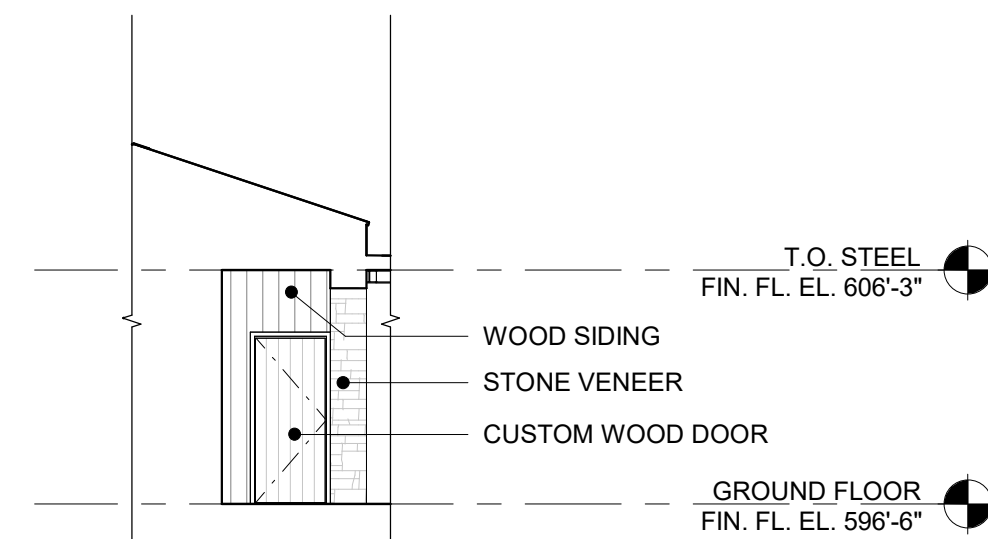 T.O. STEEL
FIN. FL. EL. 606'-3"
WOOD SIDING
STONE VENEER
CUSTOM WOOD DOOR
GROUND FLOOR
FIN. FL. EL. 596'-6"